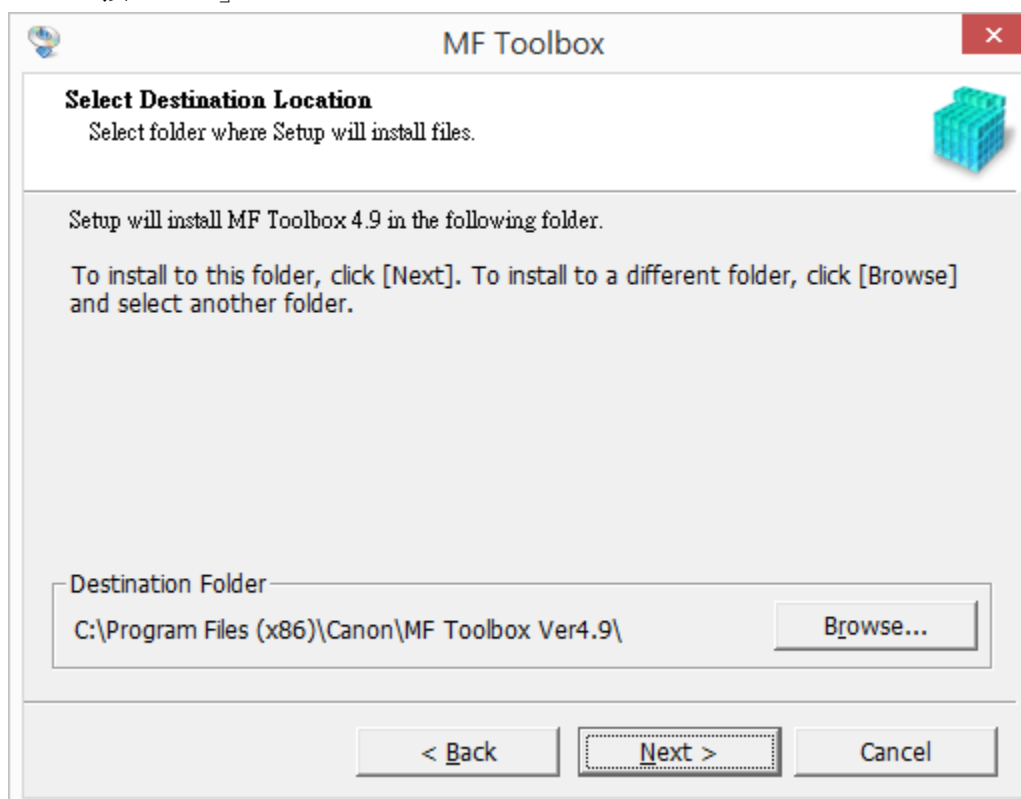 MF Toolbox
Select Destination Location
Select folder where Setup will install files.
Setup will install MF Toolbox 4.9 in the following folder.
To install to this folder, click [Next]. To install to a different folder, click [Browse]
and select another folder.
Destination Folder
C:\Program Files (x86)\Canon\MF Toolbox Ver4.9\
Browse...
< Back
Next >
Cancel